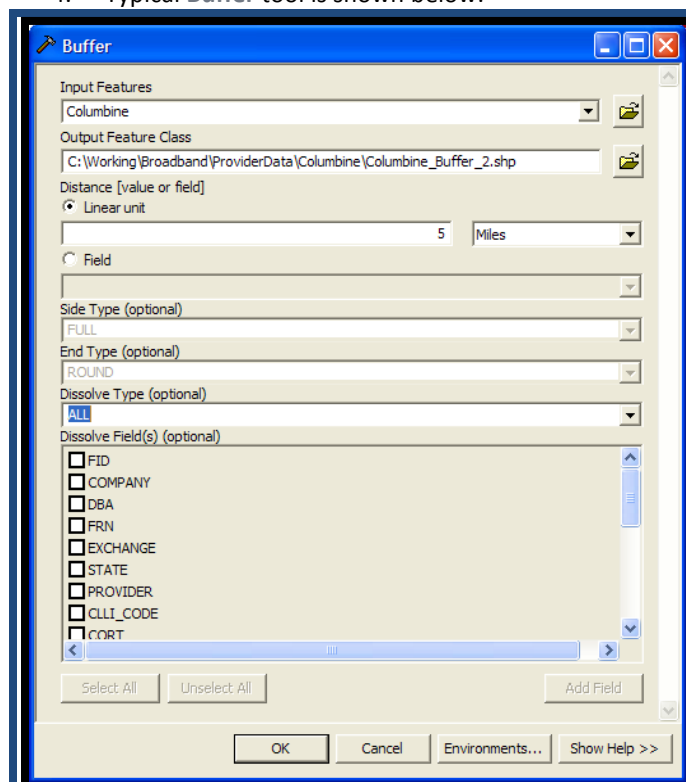 Typical Buffer tool is shown below:
Buffer
Input Features
Columbine
Output Feature Class
C:\Working\Broadband\ProviderData\Columbine\Columbine_Buffer_2.shp
Distance [value or field]
Linear unit
5 Miles
Field
Side Type (optional)
FULL
End Type (optional)
ROUND
Dissolve Type (optional)
ALL
Dissolve Field(s) (optional)
FID
COMPANY
DBA
FRN
EXCHANGE
STATE
PROVIDER
CLLI_CODE
CORT
Select All Unselect All Add Field
OK Cancel Environments... Show Help >>